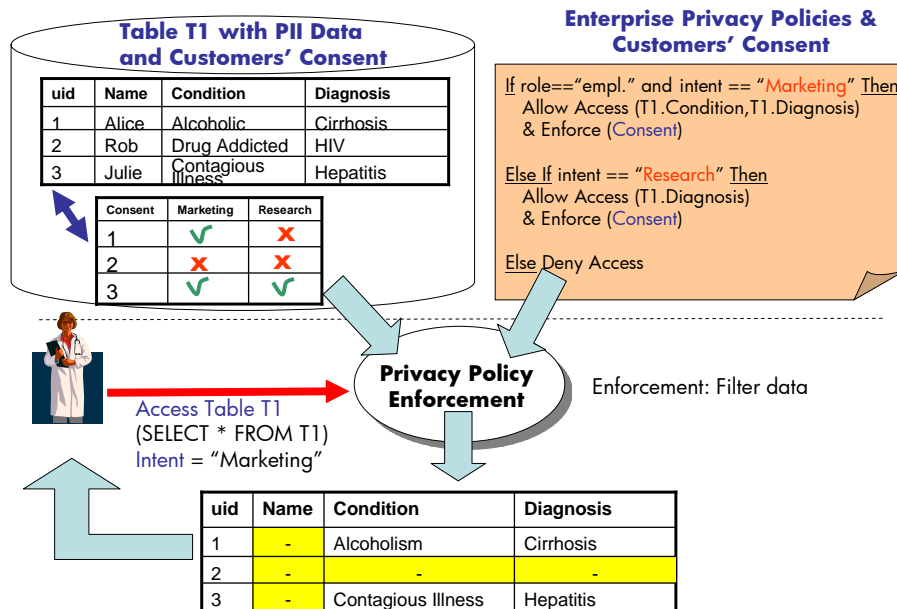 Table T1 with PII Data
and Customers’ Consent
uid Name Condition Diagnosis
1 Alice Alcoholic Cirrhosis
2 Rob Drug Addicted HIV
3 Julie Contagious Illness Hepatitis
Consent Marketing Research
1 √ x
2 x x
3 √ √
Enterprise Privacy Policies &
Customers’ Consent
If role==“empl.” and intent == “Marketing” Then
Allow Access (T1.Condition,T1.Diagnosis)
& Enforce (Consent)
Else If intent == “Research” Then
Allow Access (T1.Diagnosis)
& Enforce (Consent)
Else Deny Access
Privacy Policy
Enforcement
Enforcement: Filter data
Access Table T1
(SELECT * FROM T1)
Intent = “Marketing”
uid Name Condition Diagnosis
1 - Alcoholism Cirrhosis
2 - - -
3 - Contagious Illness Hepatitis